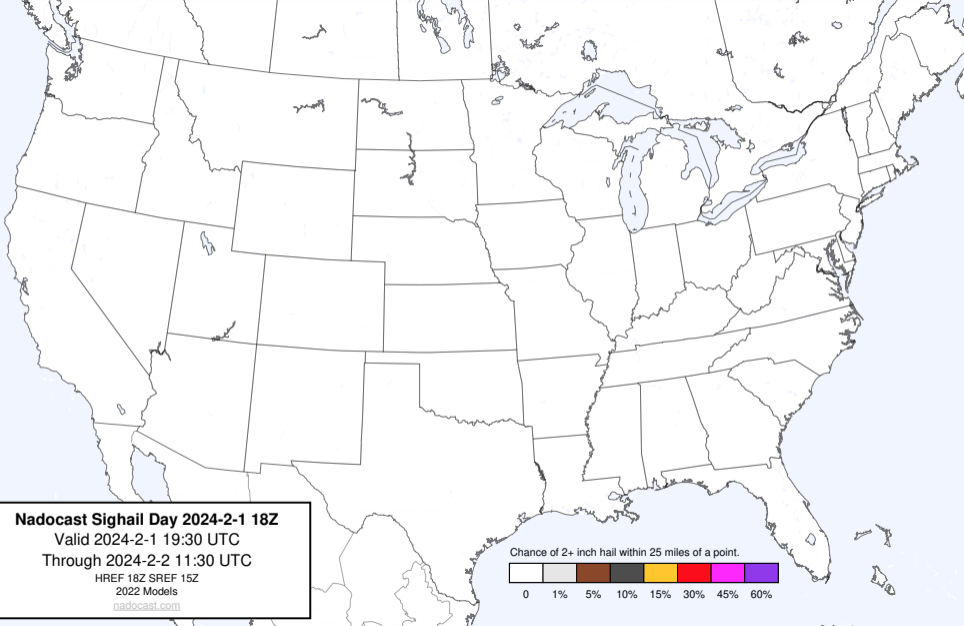 Nadocast Sighail Day 2024-2-1 18Z
Valid 2024-2-1 19:30 UTC
Through 2024-2-2 11:30 UTC
HREF 18Z SREF 15Z
2022 Models
nadocast.com
Chance of 2+ inch hail within 25 miles of a point.
0 1% 5% 10% 15% 30% 45% 60%